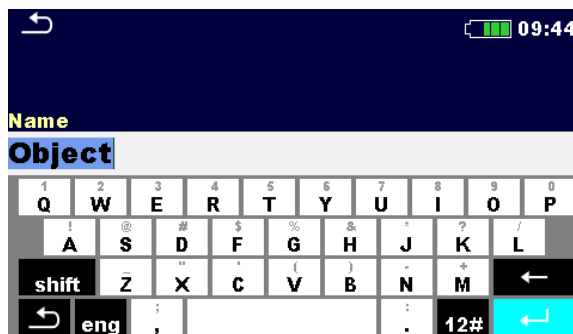 09:44
Name
Object
1 2 3 4 5 6 7 8 9 0
Q W E R T Y U I O P
! @ # $ % & * ? /
A S D F G H J K L
_ " ' ( ) - +
shift Z X C V B N M
; :
eng , . 12#